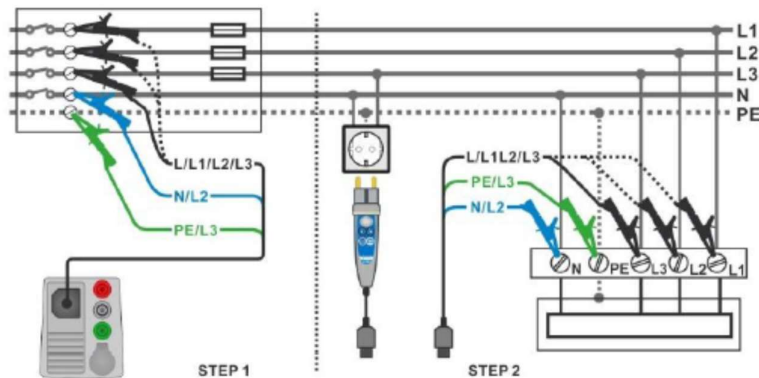 L1
L2
L3
N
PE
L/L1/L2/L3
N/L2
PE/L3
L/L1L2/L3
PE/L3
N/L2
N PE L3 L2 L1
STEP 1
STEP 2